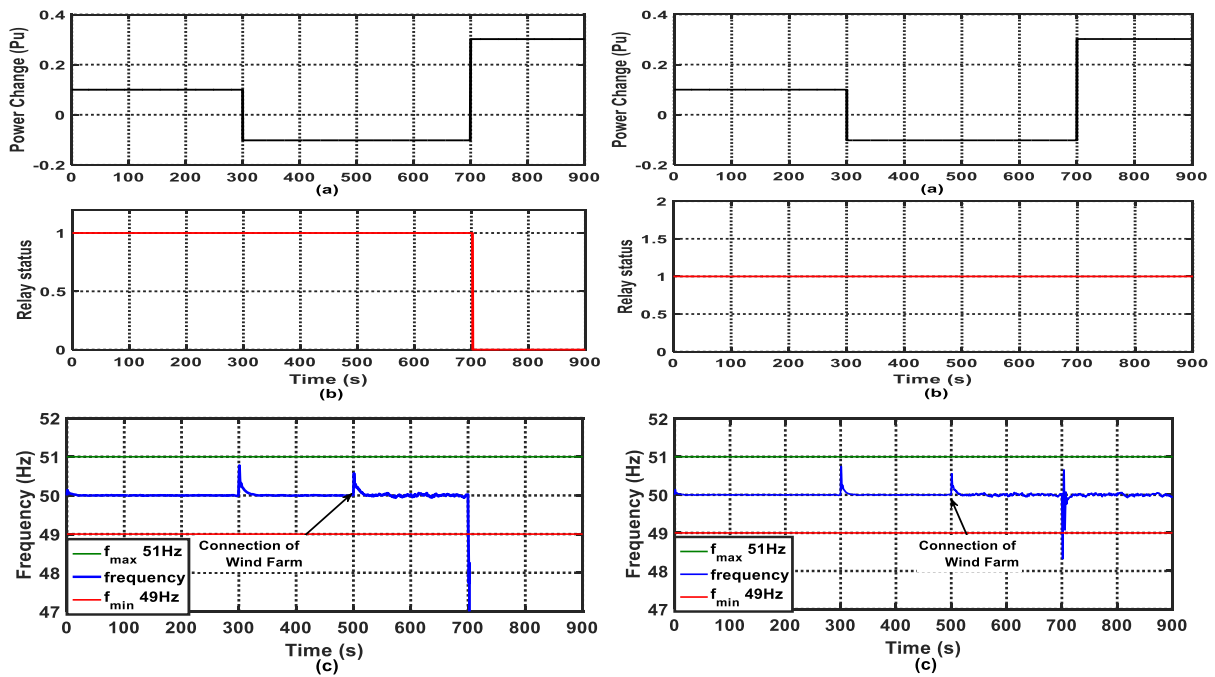 Power Change (Pu)
0.4
0.2
0
-0.2
0 100 200 300 400 500 600 700 800 900
(a)
Relay status
1
0.5
0
0 100 200 300 400 500 600 700 800 900
Time (s)
(b)
Frequency (Hz)
52
51
50
49
48
47
Connection of
Wind Farm
fmax 51Hz
frequency
fmin 49Hz
0 100 200 300 400 500 600 700 800 900
Time (s)
(c)
Power Change (Pu)
0.4
0.2
0
-0.2
0 100 200 300 400 500 600 700 800 900
(a)
Relay status
2
1.5
1
0.5
0
0 100 200 300 400 500 600 700 800 900
Time (s)
(b)
Frequency (Hz)
52
51
50
49
48
47
Connection of
Wind Farm
fmax 51Hz
frequency
fmin 49Hz
0 100 200 300 400 500 600 700 800 900
Time (s)
(c)